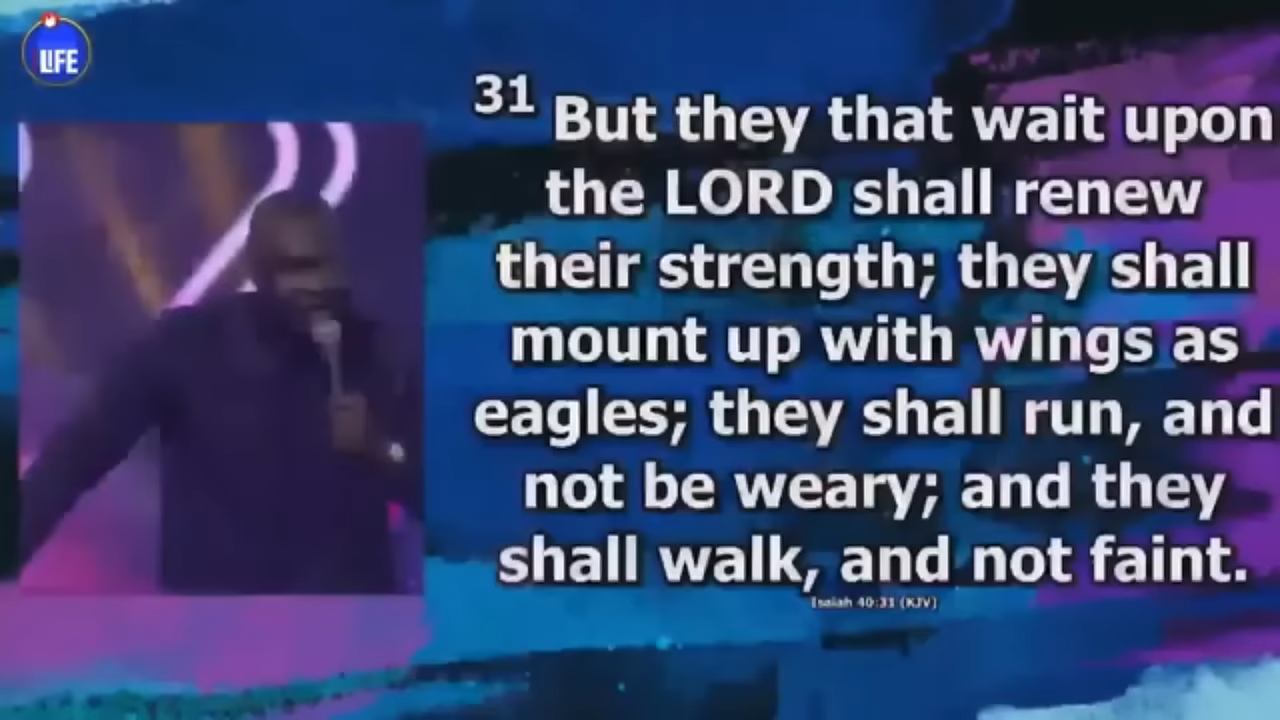 LIFE
31 But they that wait upon
the LORD shall renew
their strength; they shall
mount up with wings as
eagles; they shall run, and
not be weary; and they
shall walk, and not faint.
Isaiah 40:31 (KJV)